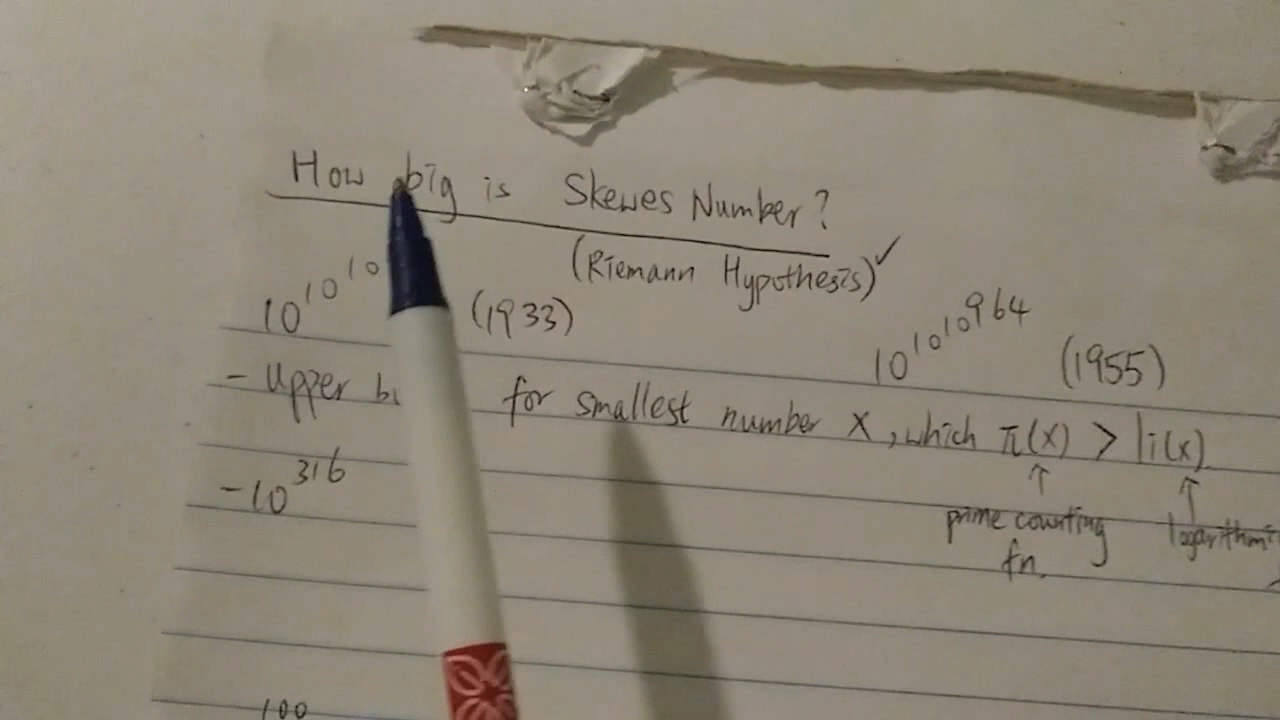 How big is Skewes Number?
(Riemann Hypothesis)✓
10^10^10 (1933) 10^10^10^964 (1955)
- Upper for smallest number x, which π(x) > li(x)
-10^316 ↑ ↑
prime counting
fn.
100